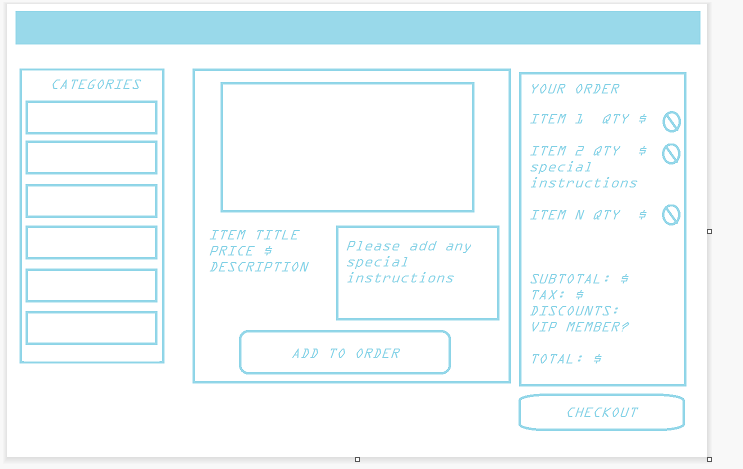 CATEGORIES
ITEM TITLE
PRICE $
DESCRIPTION
Please add any
special
instructions
ADD TO ORDER
YOUR ORDER
ITEM 1 QTY $
ITEM 2 QTY $
special
instructions
ITEM N QTY $
SUBTOTAL: $
TAX: $
DISCOUNTS:
VIP MEMBER?
TOTAL: $
CHECKOUT